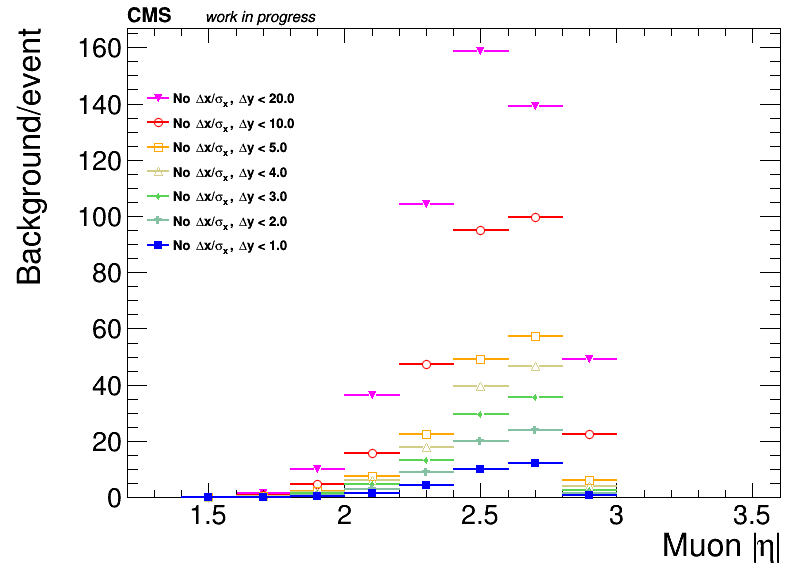 CMS work in progress
Background/event
160
140
120
100
80
60
40
20
0
No Δx/σx, Δy < 20.0
No Δx/σx, Δy < 10.0
No Δx/σx, Δy < 5.0
No Δx/σx, Δy < 4.0
No Δx/σx, Δy < 3.0
No Δx/σx, Δy < 2.0
No Δx/σx, Δy < 1.0
1.5 2 2.5 3 3.5
Muon |η|